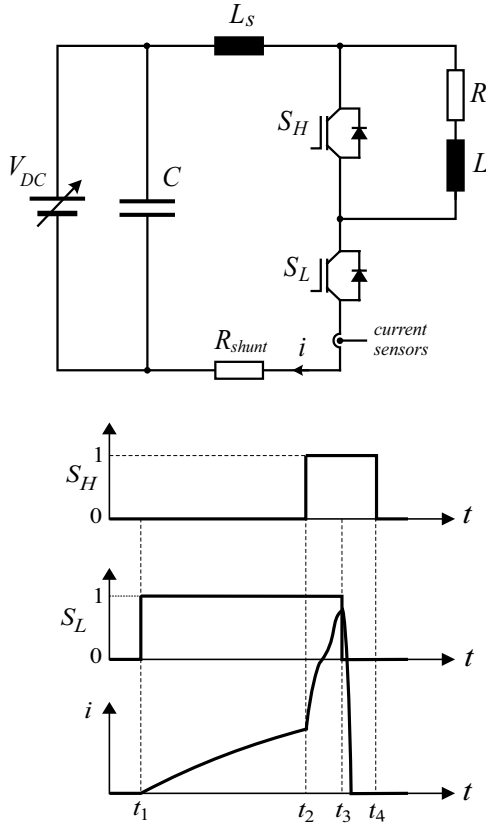 L_s
R
S_H
V_DC
C
L
S_L
R_shunt
i
current
sensors
1
S_H
0
t
1
S_L
0
t
i
t_1
t_2
t_3
t_4
t